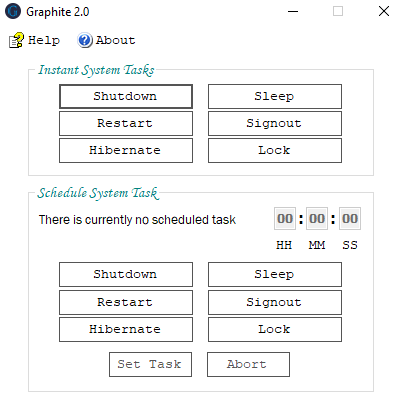 Graphite 2.0
Help About
Instant System Tasks
Shutdown Sleep
Restart Signout
Hibernate Lock
Schedule System Task
There is currently no scheduled task 00:00:00
HH MM SS
Shutdown Sleep
Restart Signout
Hibernate Lock
Set Task Abort